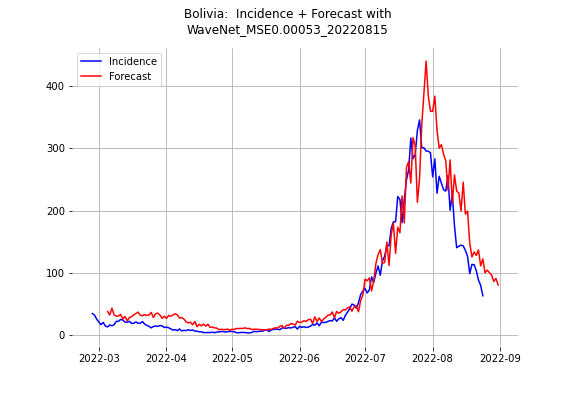 Bolivia:  Incidence + Forecast with
WaveNet_MSE0.00053_20220815
Incidence
Forecast
400
300
200
100
0
2022-03 2022-04 2022-05 2022-06 2022-07 2022-08 2022-09